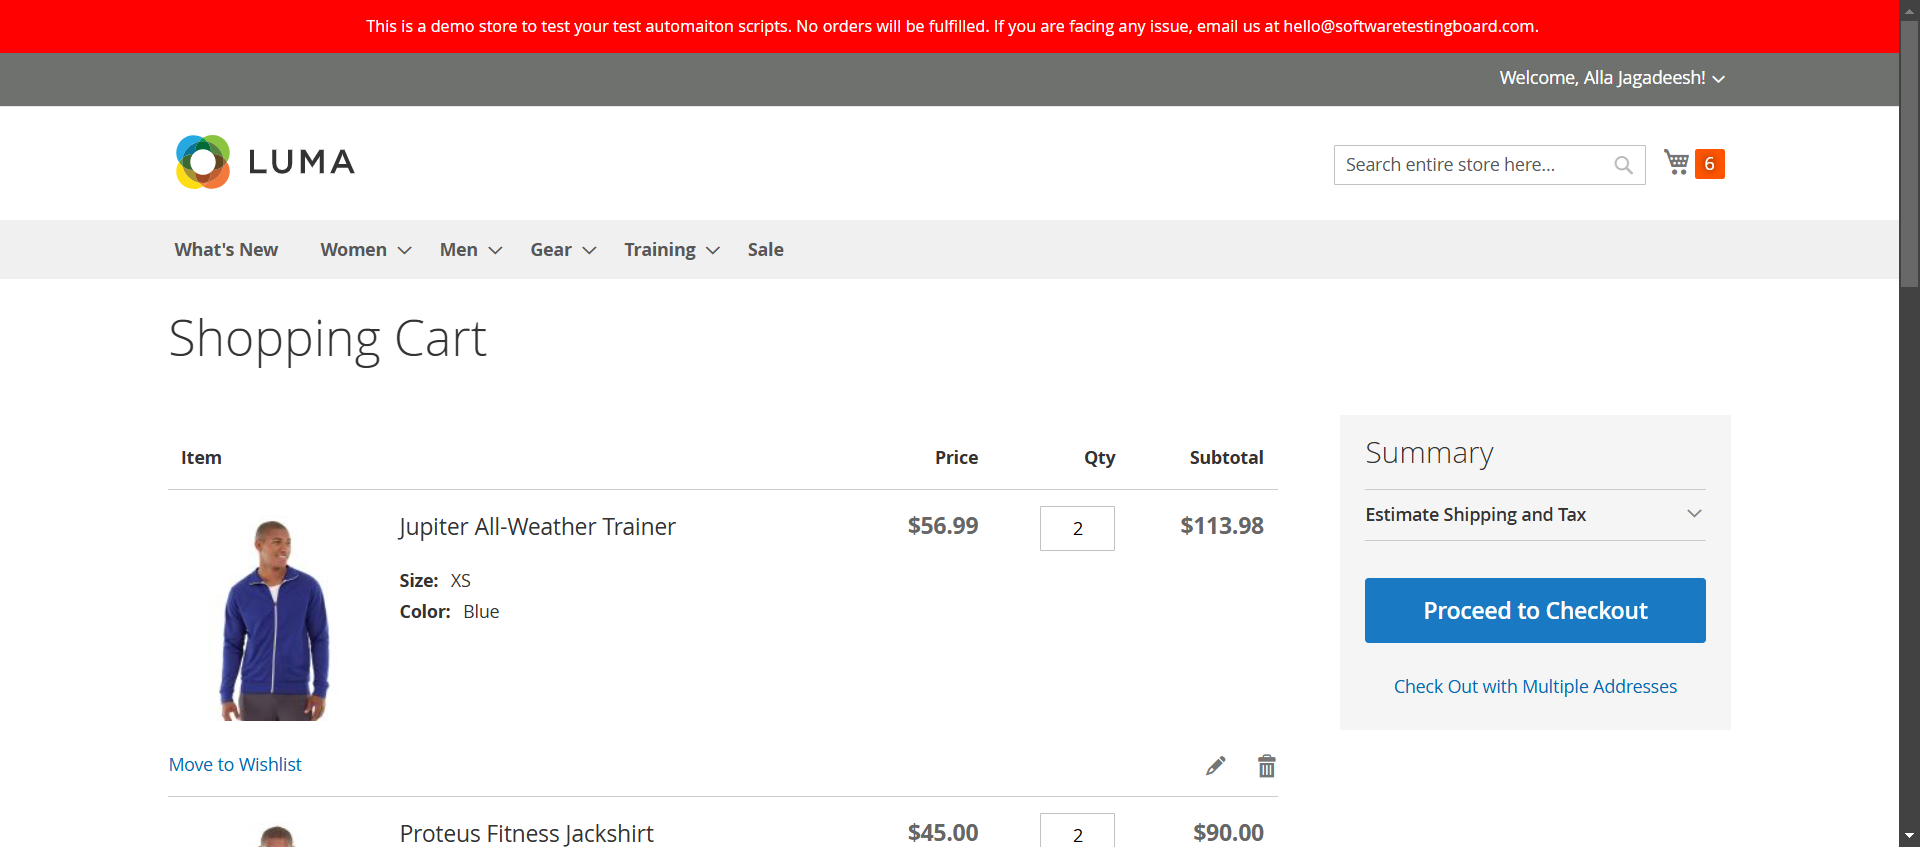 This is a demo store to test your test automaiton scripts. No orders will be fulfilled. If you are facing any issue, email us at hello@softwaretestingboard.com.
Welcome, Alla Jagadeesh!
LUMA
Search entire store here...
6
What's New Women Men Gear Training Sale
Shopping Cart
Item Price Qty Subtotal
Jupiter All-Weather Trainer $56.99 2 $113.98
Size: XS
Color: Blue
Move to Wishlist
Proteus Fitness Jackshirt $45.00 2 $90.00
Summary
Estimate Shipping and Tax
Proceed to Checkout
Check Out with Multiple Addresses